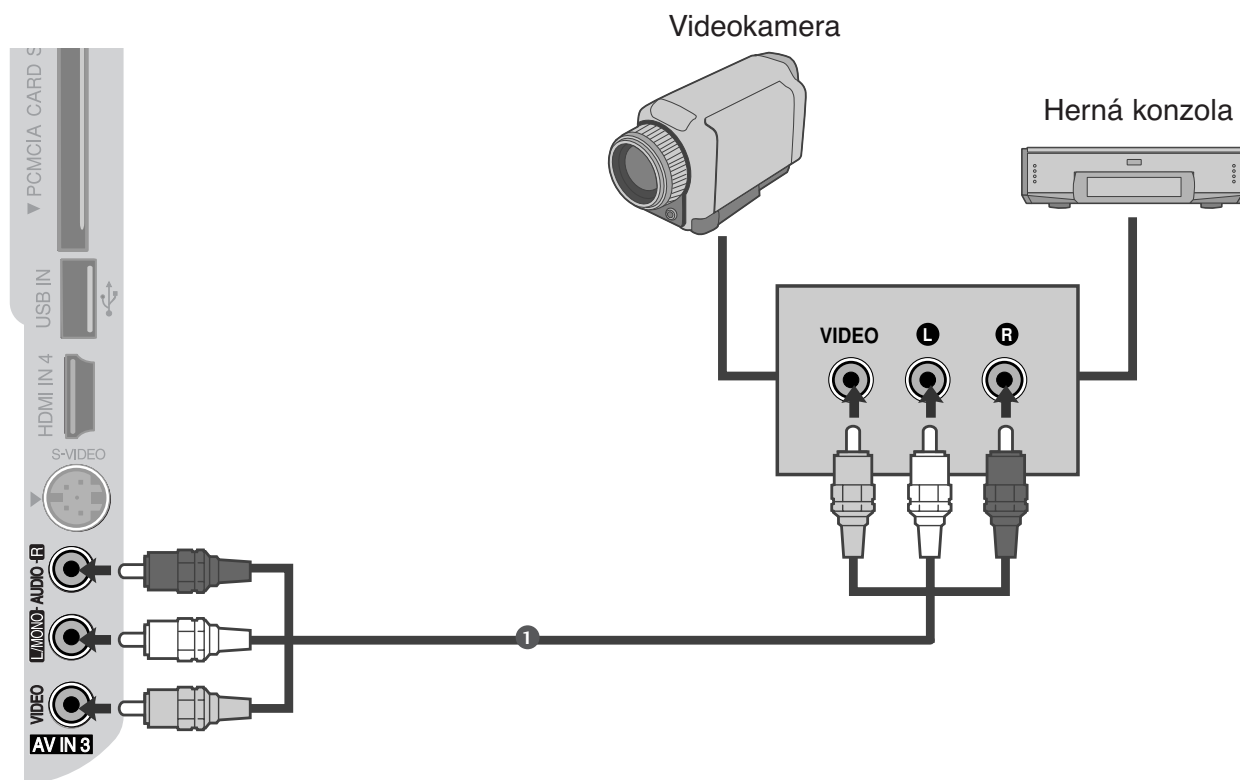 Videokamera
Herná konzola
▼ PCMCIA CARD
USB IN
HDMI IN 4
S-VIDEO
VIDEO L R
L/MONO AUDIO R
VIDEO
AV IN 3
1